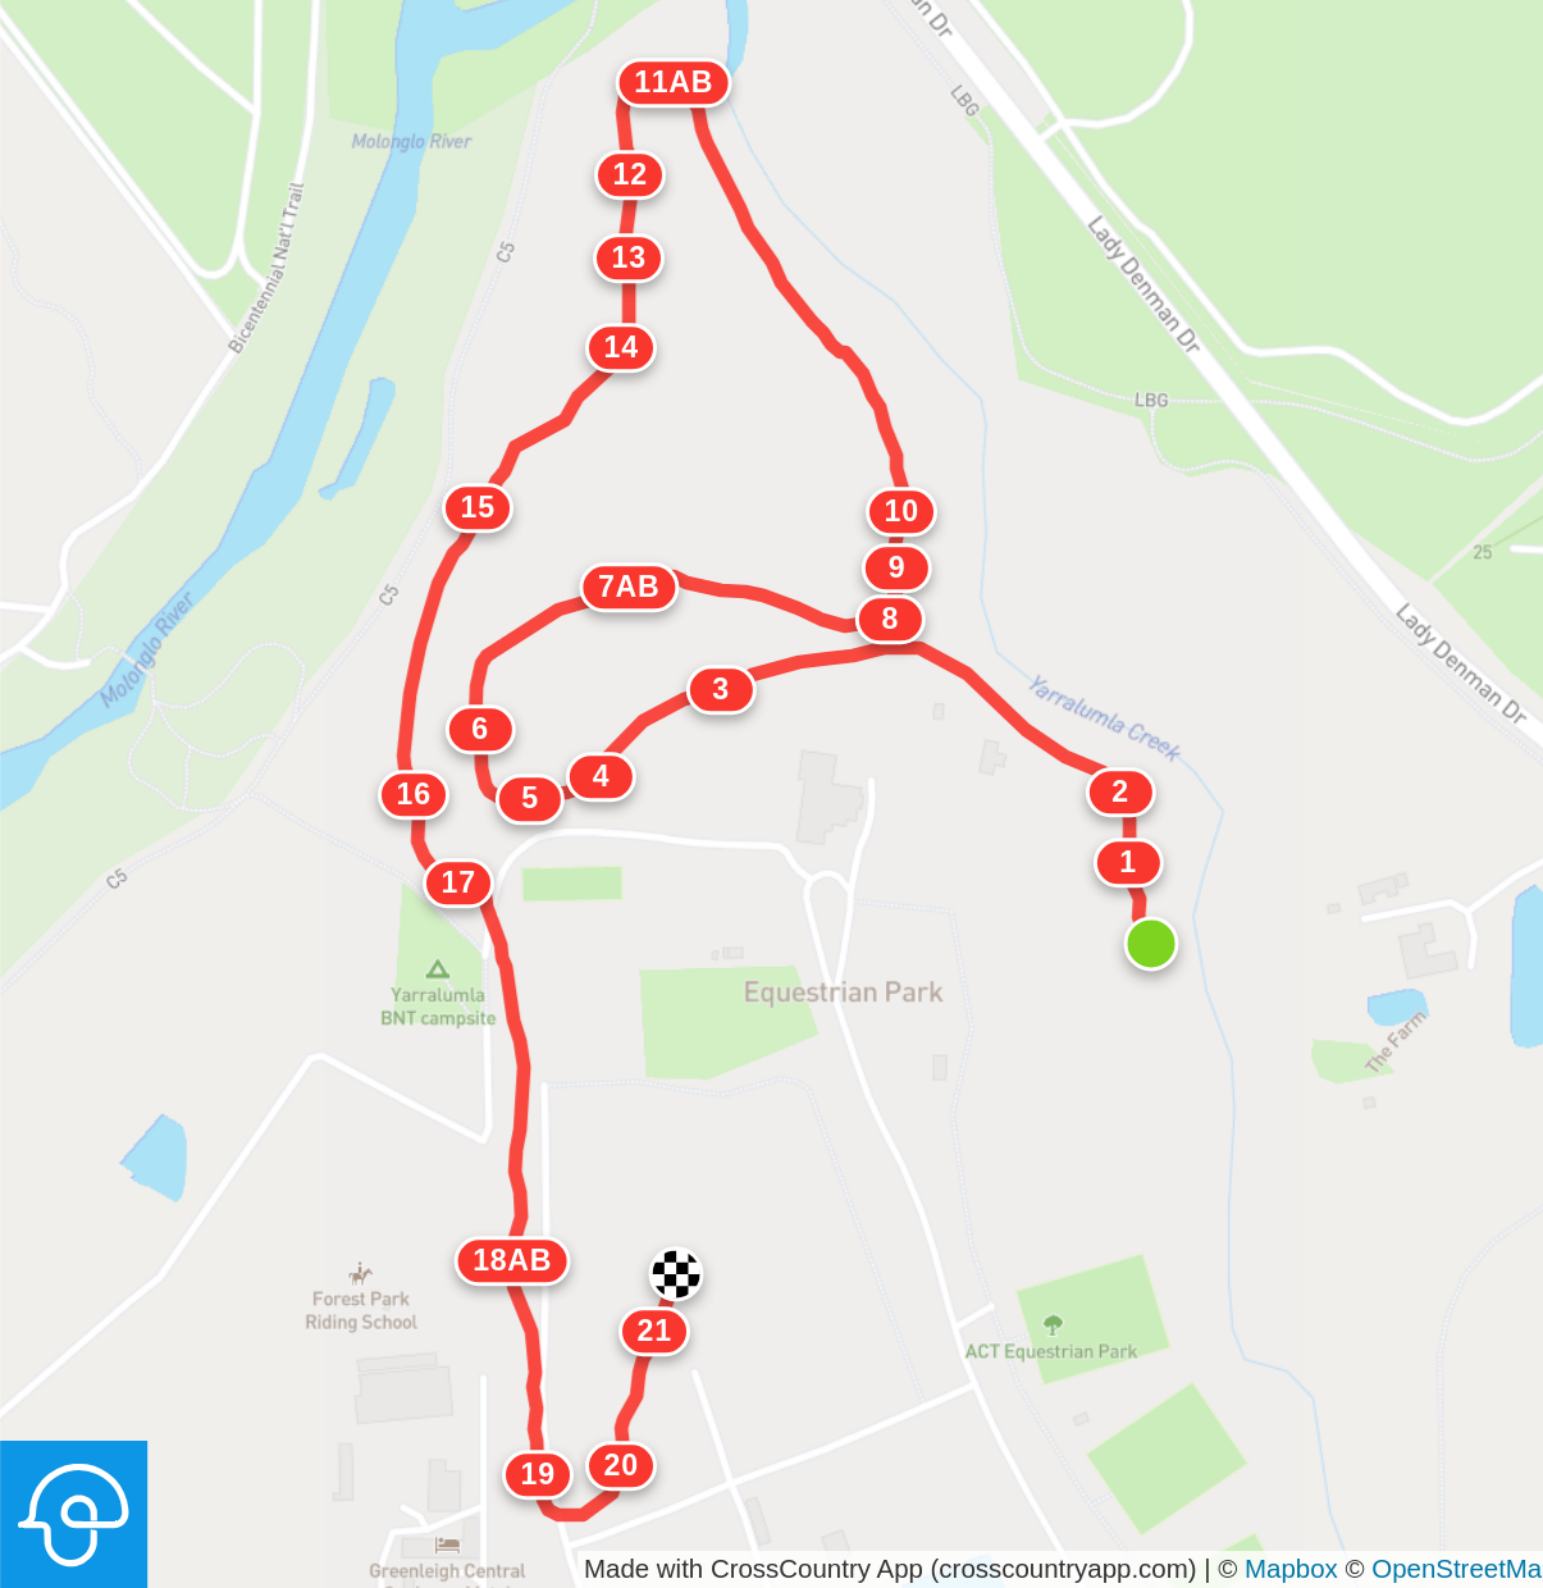 an Dr
11AB
LBG
Molonglo River
12
Bicentennial Nat'l Trail
C5
13
Lady Denman Dr
14
LBG
15
10
25
9
7AB
C5
8
Molonglo River
Lady Denman Dr
3
Yarralumla Creek
6
4
5
16
2
1
C5
17
Yarralumla
BNT campsite
Equestrian Park
The Farm
18AB
Forest Park
Riding School
21
ACT Equestrian Park
19
20
Greenleigh Central
Made with CrossCountry App (crosscountryapp.com) | © Mapbox © OpenStreetMa